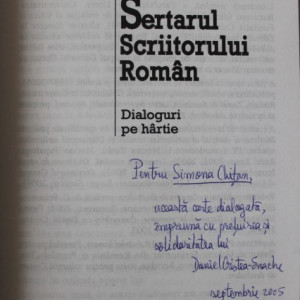 Sertarul
Scriitorului
Român
Dialoguri
pe hârtie
Pentru Simona Chițan,
această carte dialogată,
împreună cu prețuirea și
solidaritatea lui
Daniel Cristea-Enache
septembrie 2005